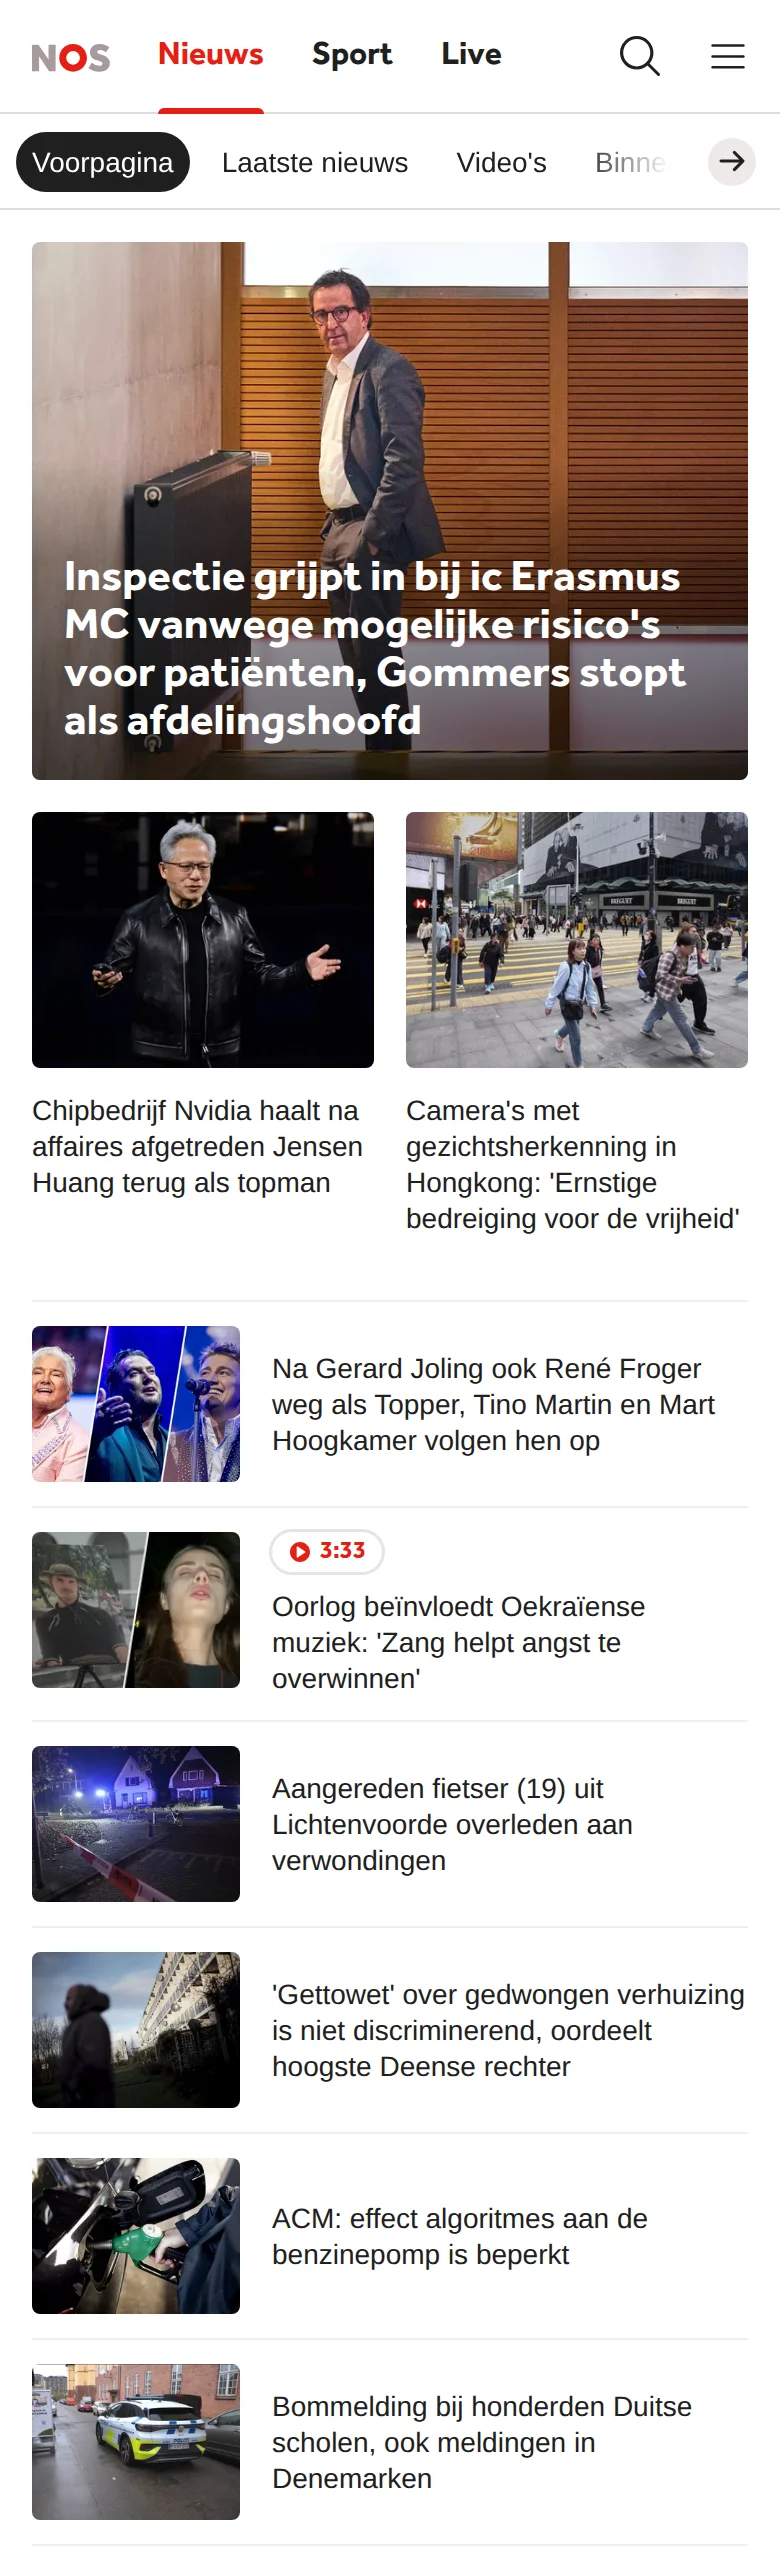 NOS
Nieuws
Sport
Live
Voorpagina
Laatste nieuws
Video's
Binne
Inspectie grijpt in bij ic Erasmus
MC vanwege mogelijke risico's
voor patiënten, Gommers stopt
als afdelingshoofd
BREGUET
BREGUET
Chipbedrijf Nvidia haalt na
affaires afgetreden Jensen
Huang terug als topman
Camera's met
gezichtsherkenning in
Hongkong: 'Ernstige
bedreiging voor de vrijheid'
Na Gerard Joling ook René Froger
weg als Topper, Tino Martin en Mart
Hoogkamer volgen hen op
3:33
Oorlog beïnvloedt Oekraïense
muziek: 'Zang helpt angst te
overwinnen'
Aangereden fietser (19) uit
Lichtenvoorde overleden aan
verwondingen
'Gettowet' over gedwongen verhuizing
is niet discriminerend, oordeelt
hoogste Deense rechter
ACM: effect algoritmes aan de
benzinepomp is beperkt
Bommelding bij honderden Duitse
scholen, ook meldingen in
Denemarken